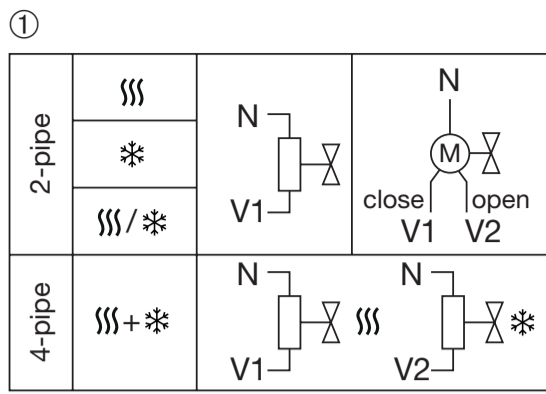 ①
2-pipe
/
N
V1
N
M
close open
V1 V2
4-pipe
+
N
V1
N
V2